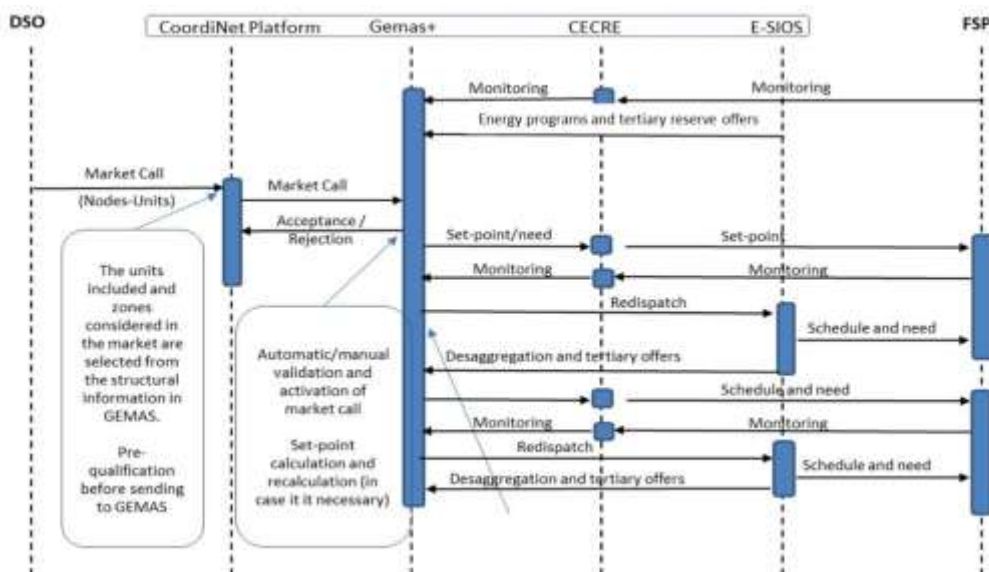 DSO
CoordiNet Platform
Gemas+
CECRE
E-SIOS
FSP
Monitoring
Monitoring
Energy programs and tertiary reserve offers
Market Call
(Nodes-Units)
Market Call
Acceptance /
Rejection
Set-point/need
Set-point
Monitoring
Monitoring
Redispatch
Schedule and need
Desaggregation and tertiary offers
Schedule and need
Monitoring
Monitoring
Redispatch
Schedule and need
Desaggregation and tertiary offers
The units
included and
zones
considered in
the market are
selected from
the structural
information in
GEMAS.
Pre-
qualification
before sending
to GEMAS
Automatic/manual
validation and
activation of
market call
Set-point
calculation and
recalculation (in
case it it necessary)